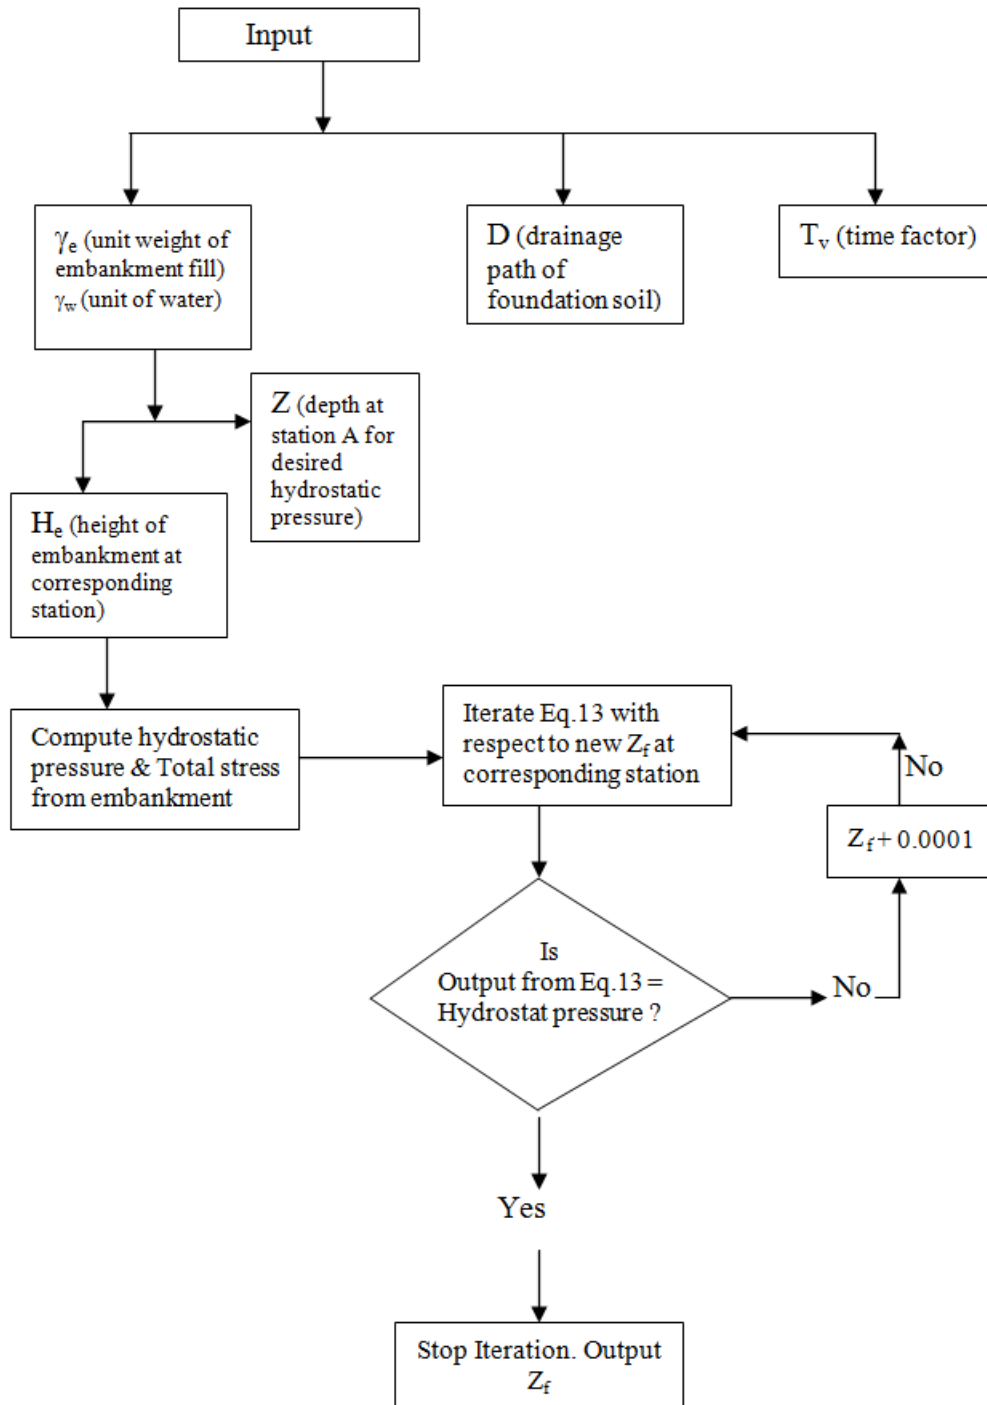 Input
γe (unit weight of
embankment fill)
γw (unit of water)
D (drainage
path of
foundation soil)
Tv (time factor)
Z (depth at
station A for
desired
hydrostatic
pressure)
He (height of
embankment at
corresponding
station)
Compute hydrostatic
pressure & Total stress
from embankment
Iterate Eq.13 with
respect to new Zf at
corresponding station
No
Zf + 0.0001
Is
Output from Eq.13 =
Hydrostat pressure ?
No
Yes
Stop Iteration. Output
Zf